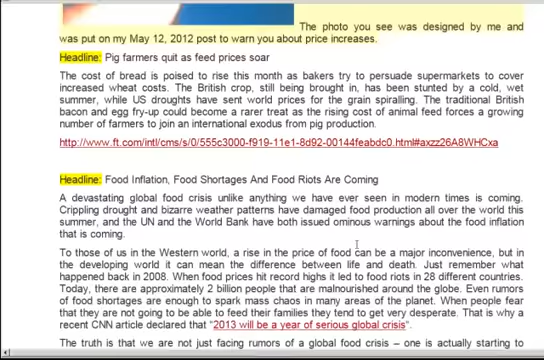 The photo you see was designed by me and
was put on my May 12, 2012 post to warn you about price increases.
Headline: Pig farmers quit as feed prices soar
The cost of bread is poised to rise this month as bakers try to persuade supermarkets to cover
increased wheat costs. The British crop, still being brought in, has been stunted by a cold, wet
summer, while US droughts have sent world prices for the grain spiralling. The traditional British
bacon and egg fry-up could become a rarer treat as the rising cost of animal feed forces a growing
number of farmers to join an international exodus from pig production.
http://www.ft.com/intl/cms/s/0/555c3000-f919-11e1-8d92-00144feabdc0.html#axzz26A8WHCxa
Headline: Food Inflation, Food Shortages And Food Riots Are Coming
A devastating global food crisis unlike anything we have ever seen in modern times is coming.
Crippling drought and bizarre weather patterns have damaged food production all over the world this
summer, and the UN and the World Bank have both issued ominous warnings about the food inflation
that is coming.
To those of us in the Western world, a rise in the price of food can be a major inconvenience, but in
the developing world it can mean the difference between life and death. Just remember what
happened back in 2008. When food prices hit record highs it led to food riots in 28 different countries.
Today, there are approximately 2 billion people that are malnourished around the globe. Even rumors
of food shortages are enough to spark mass chaos in many areas of the planet. When people fear
that they are not going to be able to feed their families they tend to get very desperate. That is why a
recent CNN article declared that "2013 will be a year of serious global crisis".
The truth is that we are not just facing rumors of a global food crisis – one is actually starting to